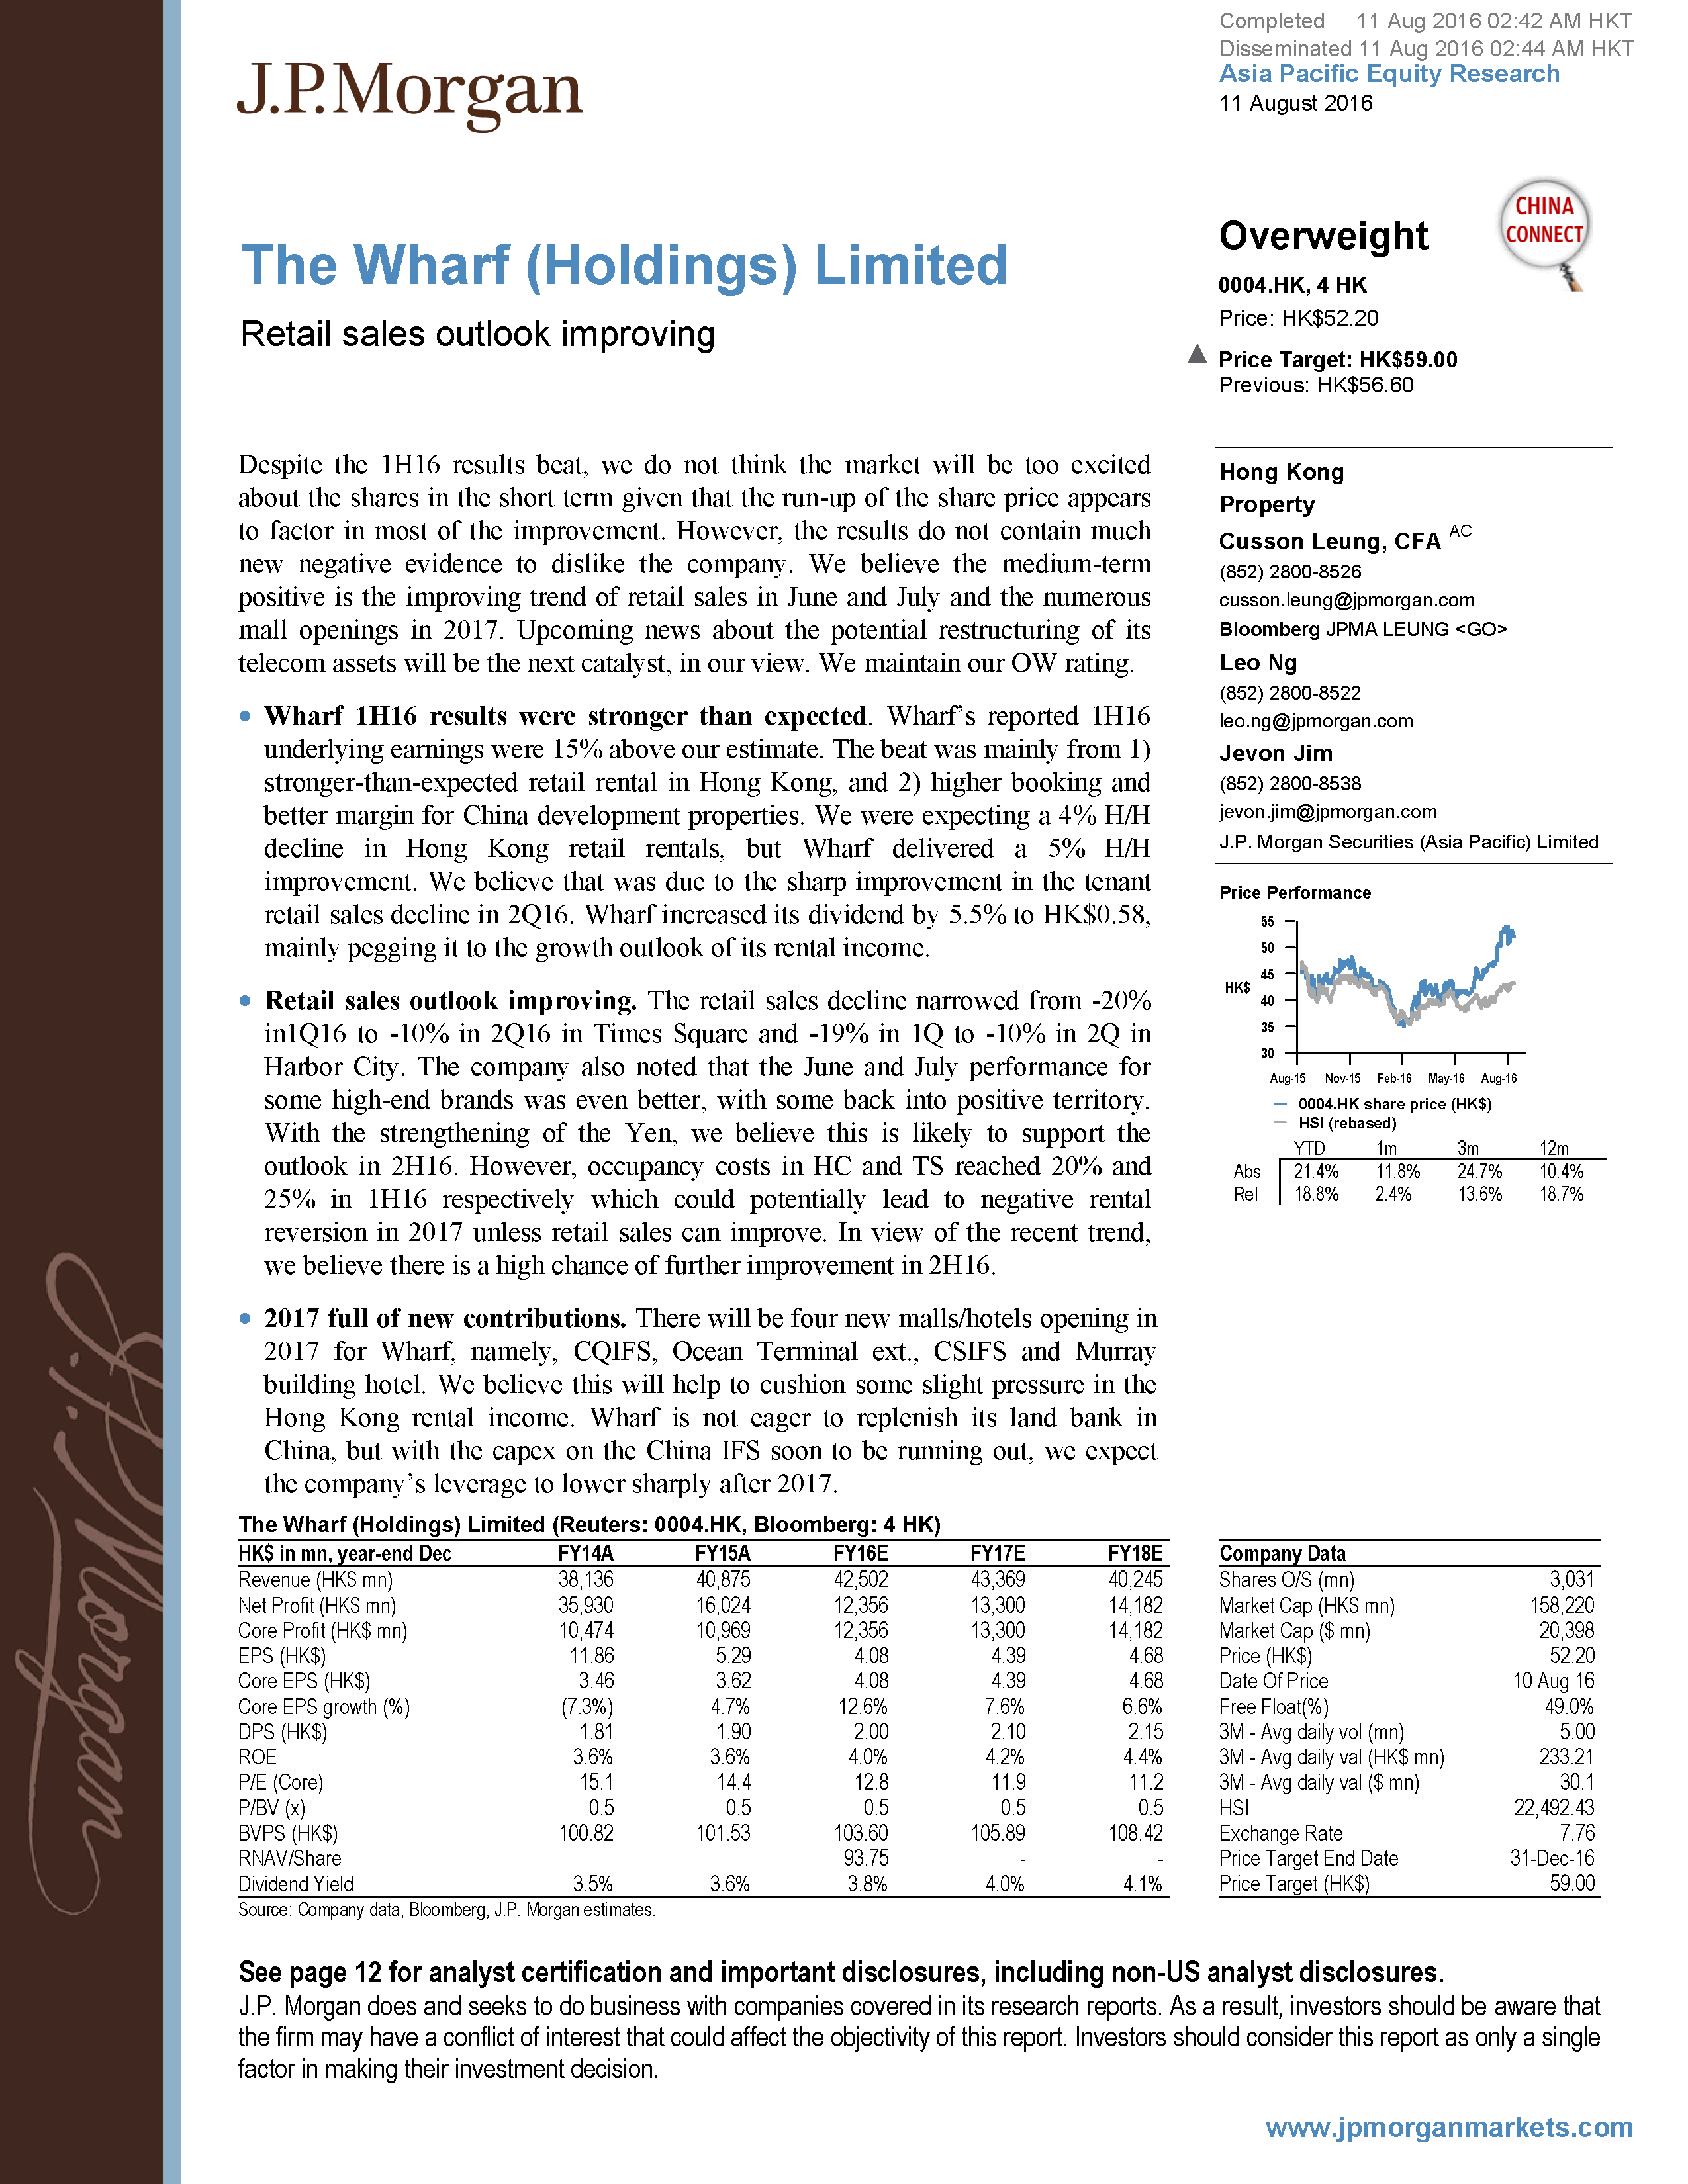 Completed 11 Aug 2016 02:42 AM HKT
Disseminated 11 Aug 2016 02:44 AM HKT
Asia Pacific Equity Research
11 August 2016
J.P.Morgan
CHINA
CONNECT
The Wharf (Holdings) Limited
Retail sales outlook improving
Overweight
0004.HK, 4 HK
Price: HK$52.20
▲ Price Target: HK$59.00
Previous: HK$56.60
Despite the 1H16 results beat, we do not think the market will be too excited
about the shares in the short term given that the run-up of the share price appears
to factor in most of the improvement. However, the results do not contain much
new negative evidence to dislike the company. We believe the medium-term
positive is the improving trend of retail sales in June and July and the numerous
mall openings in 2017. Upcoming news about the potential restructuring of its
telecom assets will be the next catalyst, in our view. We maintain our OW rating.
• Wharf 1H16 results were stronger than expected. Wharf's reported 1H16
underlying earnings were 15% above our estimate. The beat was mainly from 1)
stronger-than-expected retail rental in Hong Kong, and 2) higher booking and
better margin for China development properties. We were expecting a 4% H/H
decline in Hong Kong retail rentals, but Wharf delivered a 5% H/H
improvement. We believe that was due to the sharp improvement in the tenant
retail sales decline in 2Q16. Wharf increased its dividend by 5.5% to HK$0.58,
mainly pegging it to the growth outlook of its rental income.
• Retail sales outlook improving. The retail sales decline narrowed from -20%
in1Q16 to -10% in 2Q16 in Times Square and -19% in 1Q to -10% in 2Q in
Harbor City. The company also noted that the June and July performance for
some high-end brands was even better, with some back into positive territory.
With the strengthening of the Yen, we believe this is likely to support the
outlook in 2H16. However, occupancy costs in HC and TS reached 20% and
25% in 1H16 respectively which could potentially lead to negative rental
reversion in 2017 unless retail sales can improve. In view of the recent trend,
we believe there is a high chance of further improvement in 2H16.
• 2017 full of new contributions. There will be four new malls/hotels opening in
2017 for Wharf, namely, CQIFS, Ocean Terminal ext., CSIFS and Murray
building hotel. We believe this will help to cushion some slight pressure in the
Hong Kong rental income. Wharf is not eager to replenish its land bank in
China, but with the capex on the China IFS soon to be running out, we expect
the company's leverage to lower sharply after 2017.
Hong Kong
Property
Cusson Leung, CFA AC
(852) 2800-8526
cusson.leung@jpmorgan.com
Bloomberg JPMA LEUNG <GO>
Leo Ng
(852) 2800-8522
leo.ng@jpmorgan.com
Jevon Jim
(852) 2800-8538
jevon.jim@jpmorgan.com
J.P. Morgan Securities (Asia Pacific) Limited
Price Performance
55
50
45
HK$
40
35
30
Aug-15 Nov-15 Feb-16 May-16 Aug-16
0004.HK share price (HK$)
HSI (rebased)
YTD 1m 3m 12m
Abs 21.4% 11.8% 24.7% 10.4%
Rel 18.8% 2.4% 13.6% 18.7%
The Wharf (Holdings) Limited (Reuters: 0004.HK, Bloomberg: 4 HK)
HK$ in mn, year-end Dec FY14A FY15A FY16E FY17E FY18E
Revenue (HK$ mn) 38,136 40,875 42,502 43,369 40,245
Net Profit (HK$ mn) 35,930 16,024 12,356 13,300 14,182
Core Profit (HK$ mn) 10,474 10,969 12,356 13,300 14,182
EPS (HK$) 11.86 5.29 4.08 4.39 4.68
Core EPS (HK$) 3.46 3.62 4.08 4.39 4.68
Core EPS growth (%) (7.3%) 4.7% 12.6% 7.6% 6.6%
DPS (HK$) 1.81 1.90 2.00 2.10 2.15
ROE 3.6% 3.6% 4.0% 4.2% 4.4%
P/E (Core) 15.1 14.4 12.8 11.9 11.2
P/BV (x) 0.5 0.5 0.5 0.5 0.5
BVPS (HK$) 100.82 101.53 103.60 105.89 108.42
RNAV/Share 93.75 - -
Dividend Yield 3.5% 3.6% 3.8% 4.0% 4.1%
Source: Company data, Bloomberg, J.P. Morgan estimates.
Company Data
Shares O/S (mn) 3,031
Market Cap (HK$ mn) 158,220
Market Cap ($ mn) 20,398
Price (HK$) 52.20
Date Of Price 10 Aug 16
Free Float(%) 49.0%
3M - Avg daily vol (mn) 5.00
3M - Avg daily val (HK$ mn) 233.21
3M - Avg daily val ($ mn) 30.1
HSI 22,492.43
Exchange Rate 7.76
Price Target End Date 31-Dec-16
Price Target (HK$) 59.00
J.P. Morgan
See page 12 for analyst certification and important disclosures, including non-US analyst disclosures.
J.P. Morgan does and seeks to do business with companies covered in its research reports. As a result, investors should be aware that
the firm may have a conflict of interest that could affect the objectivity of this report. Investors should consider this report as only a single
factor in making their investment decision.
www.jpmorganmarkets.com